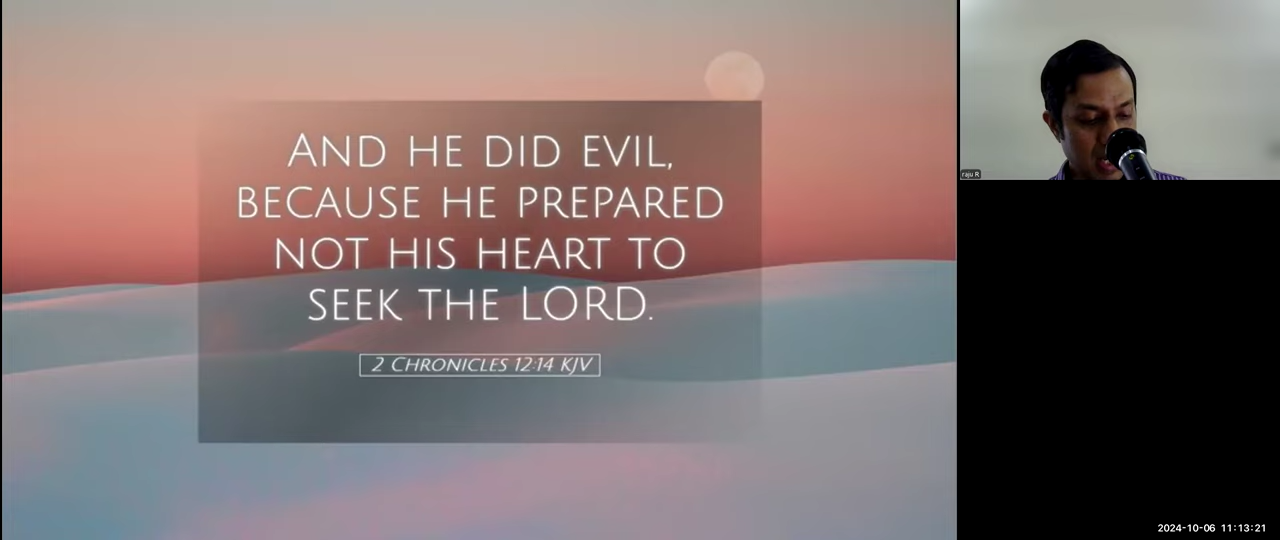 AND HE DID EVIL,
BECAUSE HE PREPARED
NOT HIS HEART TO
SEEK THE LORD.
2 CHRONICLES 12:14 KJV
raju R
2024-10-06 11:13:21